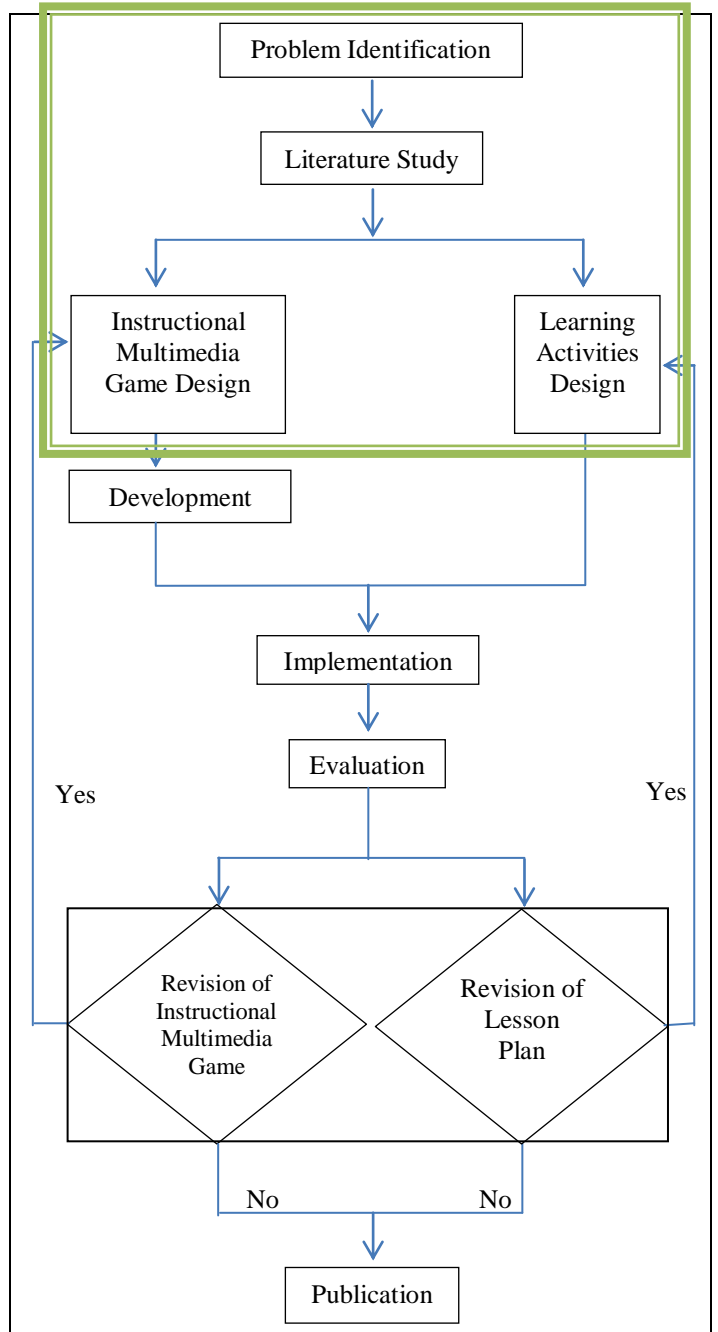 Problem Identification
Literature Study
Instructional
Multimedia
Game Design
Learning
Activities
Design
Development
Implementation
Evaluation
Yes
Yes
Revision of
Instructional
Multimedia
Game
Revision of
Lesson
Plan
No
No
Publication